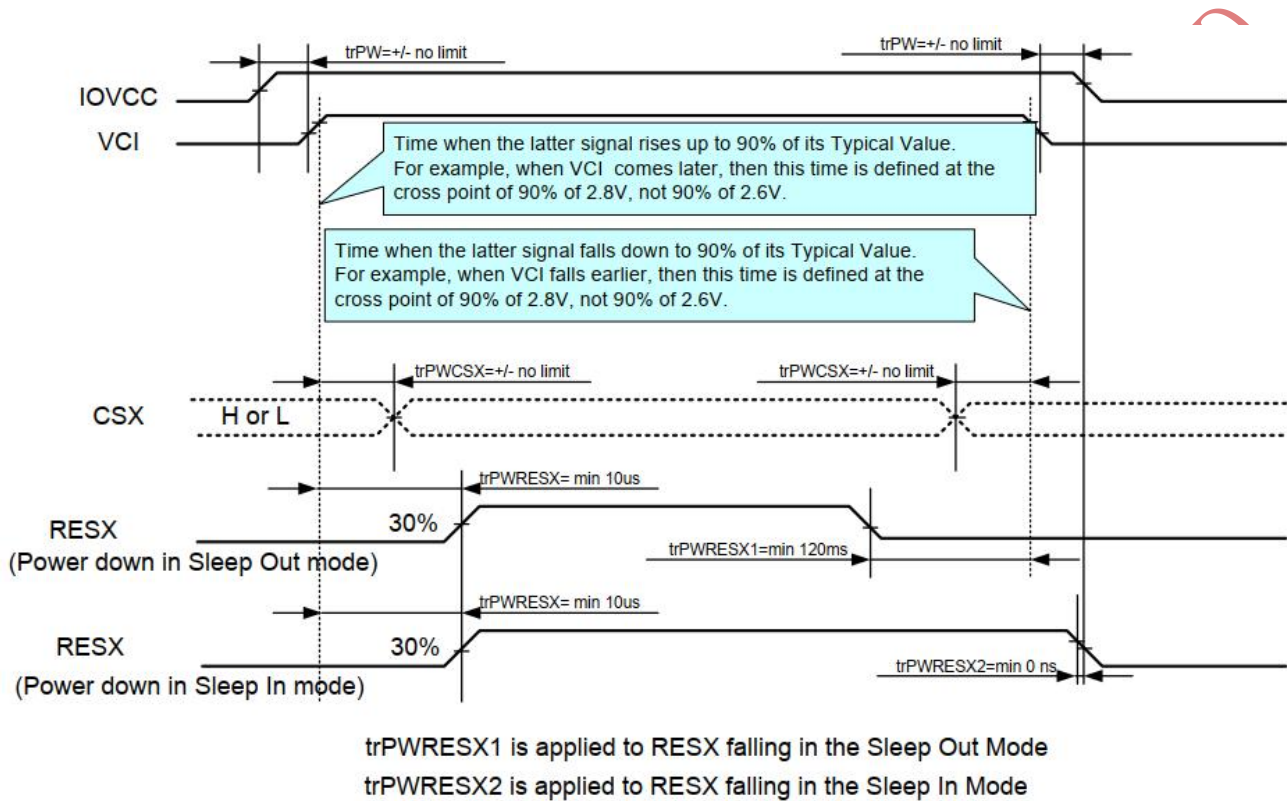 trPW=+/- no limit
trPW=+/- no limit
IOVCC
VCI
Time when the latter signal rises up to 90% of its Typical Value.
For example, when VCI comes later, then this time is defined at the
cross point of 90% of 2.8V, not 90% of 2.6V.
Time when the latter signal falls down to 90% of its Typical Value.
For example, when VCI falls earlier, then this time is defined at the
cross point of 90% of 2.8V, not 90% of 2.6V.
trPWCSX=+/- no limit
trPWCSX=+/- no limit
CSX
H or L
trPWRESX= min 10us
30%
RESX
(Power down in Sleep Out mode)
trPWRESX1=min 120ms
trPWRESX= min 10us
30%
RESX
(Power down in Sleep In mode)
trPWRESX2=min 0 ns
trPWRESX1 is applied to RESX falling in the Sleep Out Mode
trPWRESX2 is applied to RESX falling in the Sleep In Mode